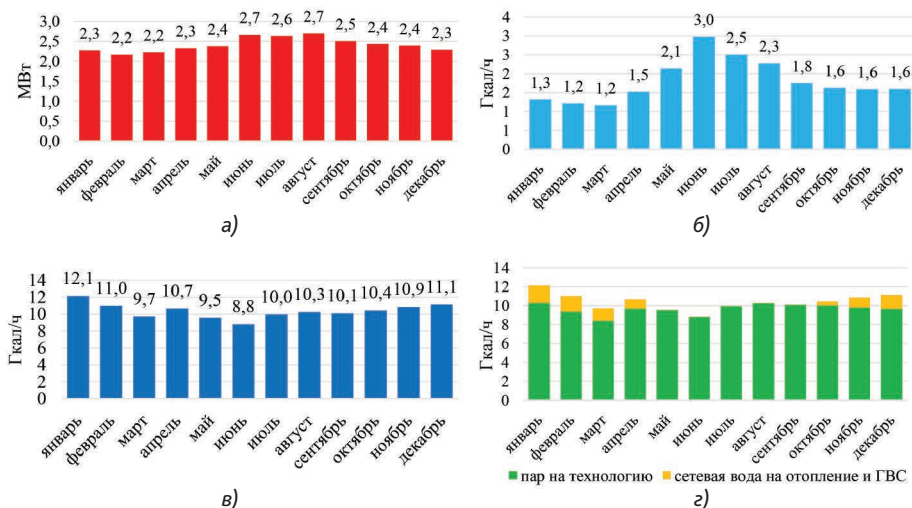 МВт
3,0
2,5
2,0
1,5
1,0
0,5
0,0
2,3
2,2
2,2
2,3
2,4
2,7
2,6
2,7
2,5
2,4
2,4
2,3
январь
февраль
март
апрель
май
июнь
июль
август
сентябрь
октябрь
ноябрь
декабрь
а)
Гкал/ч
4
3
3
2
2
1
1
0
1,3
1,2
1,2
1,5
2,1
3,0
2,5
2,3
1,8
1,6
1,6
1,6
январь
февраль
март
апрель
май
июнь
июль
август
сентябрь
октябрь
ноябрь
декабрь
б)
Гкал/ч
14
12
10
8
6
4
2
0
12,1
11,0
9,7
10,7
9,5
8,8
10,0
10,3
10,1
10,4
10,9
11,1
январь
февраль
март
апрель
май
июнь
июль
август
сентябрь
октябрь
ноябрь
декабрь
в)
Гкал/ч
14
12
10
8
6
4
2
0
январь
февраль
март
апрель
май
июнь
июль
август
сентябрь
октябрь
ноябрь
декабрь
пар на технологию
сетевая вода на отопление и ГВС
г)